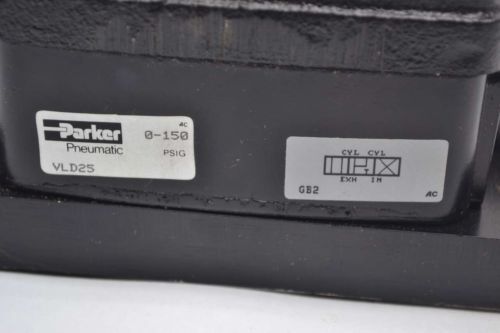 AC
Parker 0-150
Pneumatic PSIG
VLD25
CYL CYL
EXH IN
GB2 AC